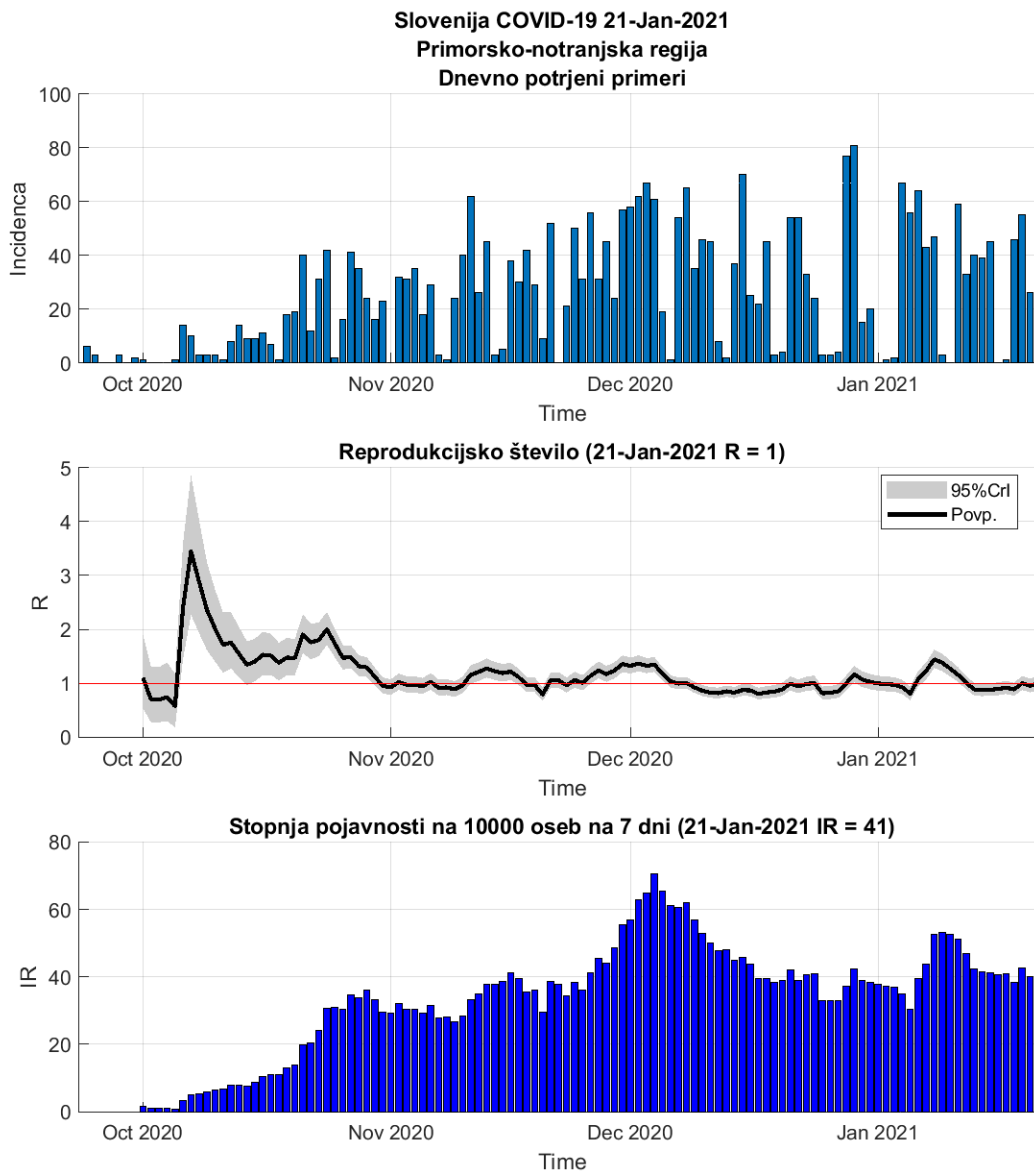 Slovenija COVID-19 21-Jan-2021
Primorsko-notranjska regija
Dnevno potrjeni primeri
100
80
60
40
20
0
Incidenca
Oct 2020 Nov 2020 Dec 2020 Jan 2021
Time
Reprodukcijsko število (21-Jan-2021 R = 1)
5
4
3
2
1
0
R
95%CrI
Povp.
Oct 2020 Nov 2020 Dec 2020 Jan 2021
Time
Stopnja pojavnosti na 10000 oseb na 7 dni (21-Jan-2021 IR = 41)
80
60
40
20
0
IR
Oct 2020 Nov 2020 Dec 2020 Jan 2021
Time